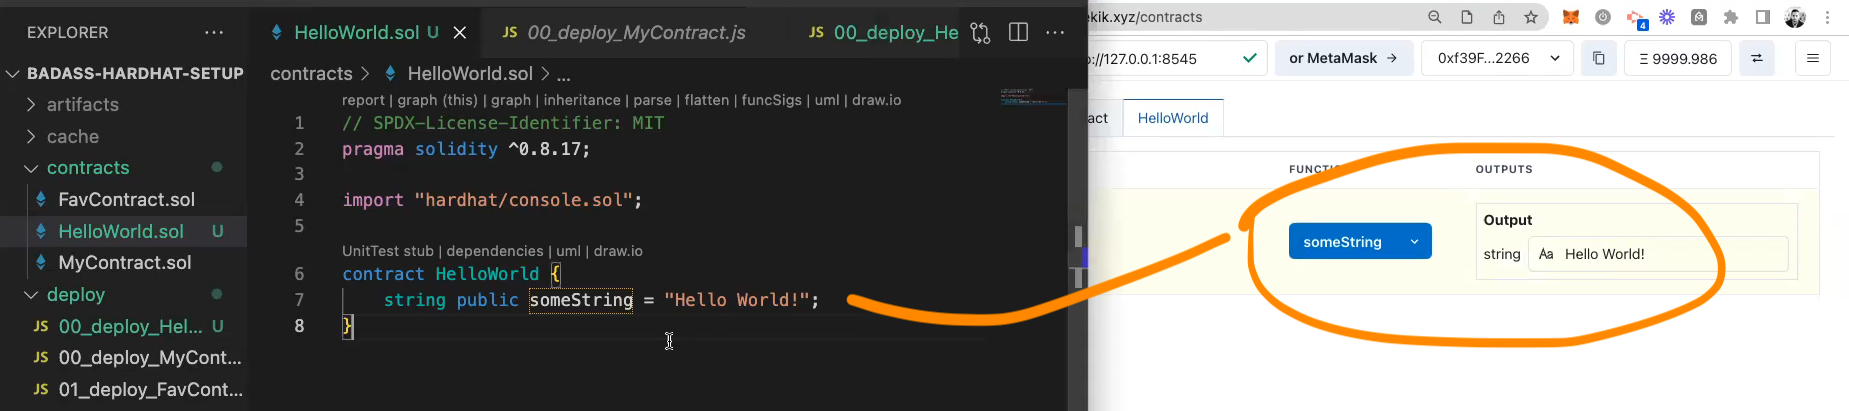 EXPLORER ...
BADASS-HARDHAT-SETUP
artifacts
cache
contracts
FavContract.sol
HelloWorld.sol U
MyContract.sol
deploy
JS 00_deploy_Hel... U
JS 00_deploy_MyCont...
JS 01_deploy_FavCont...
HelloWorld.sol U
JS 00_deploy_MyContract.js
JS 00_deploy_He
contracts > HelloWorld.sol > ...
report | graph (this) | graph | inheritance | parse | flatten | funcSigs | uml | draw.io
1 // SPDX-License-Identifier: MIT
2 pragma solidity ^0.8.17;
3
4 import "hardhat/console.sol";
5
UnitTest stub | dependencies | uml | draw.io
6 contract HelloWorld {
7 string public someString = "Hello World!";
8 }
ekik.xyz/contracts
4
://127.0.0.1:8545
or MetaMask →
0xf39F...2266
Ξ 9999.986
act
HelloWorld
FUNCTI
OUTPUTS
someString
Output
string Aa Hello World!